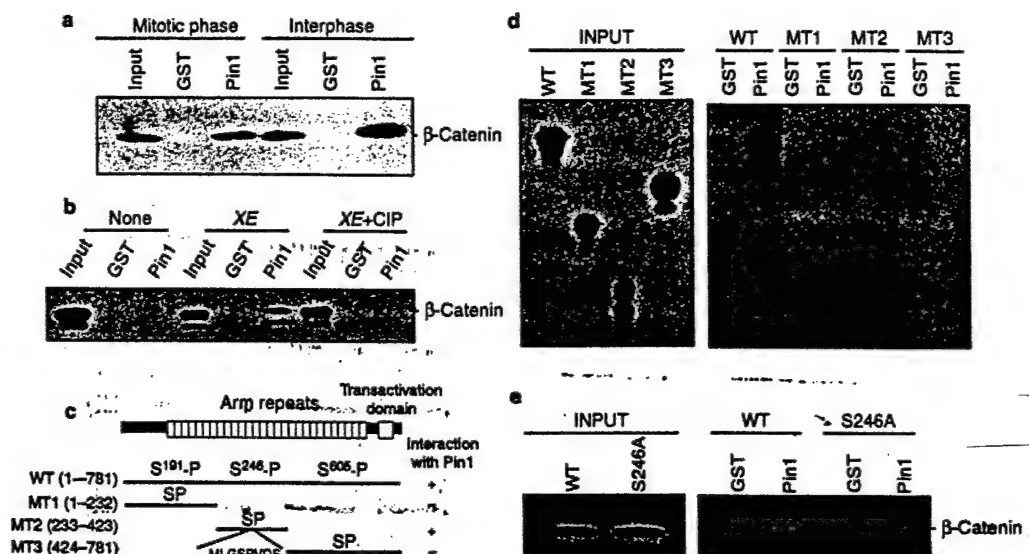 a
Mitotic phase Interphase
Input GST Pin1 Input GST Pin1
β-Catenin
b
None XE XE+CIP
Input GST Pin1 Input GST Pin1 Input GST Pin1
β-Catenin
c
Arm repeats
Transactivation
domain
Interaction
with Pin1
S191-P S246-P S605-P
WT (1–781) +
SP
MT1 (1–232) –
MT2 (233–423) SP +
MT3 (424–781) SP –
d
INPUT
WT MT1 MT2 MT3
WT MT1 MT2 MT3
GST Pin1 GST Pin1 GST Pin1 GST Pin1
e
INPUT
WT S246A
WT S246A
GST Pin1 GST Pin1
β-Catenin